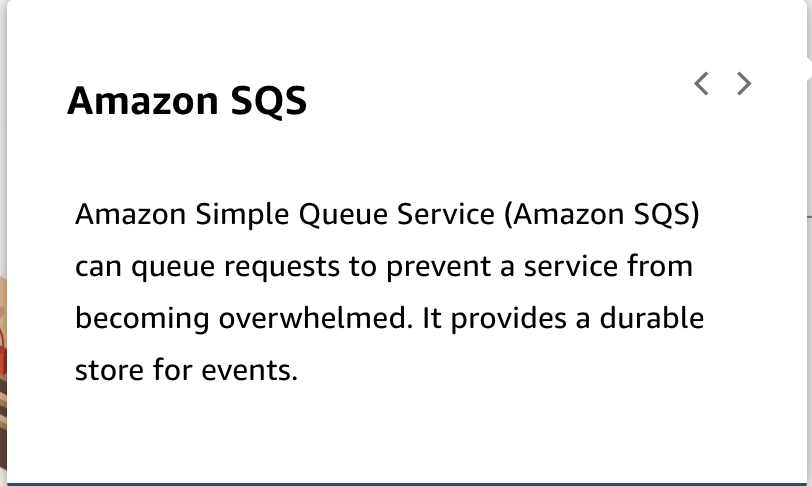 Amazon SQS
Amazon Simple Queue Service (Amazon SQS)
can queue requests to prevent a service from
becoming overwhelmed. It provides a durable
store for events.